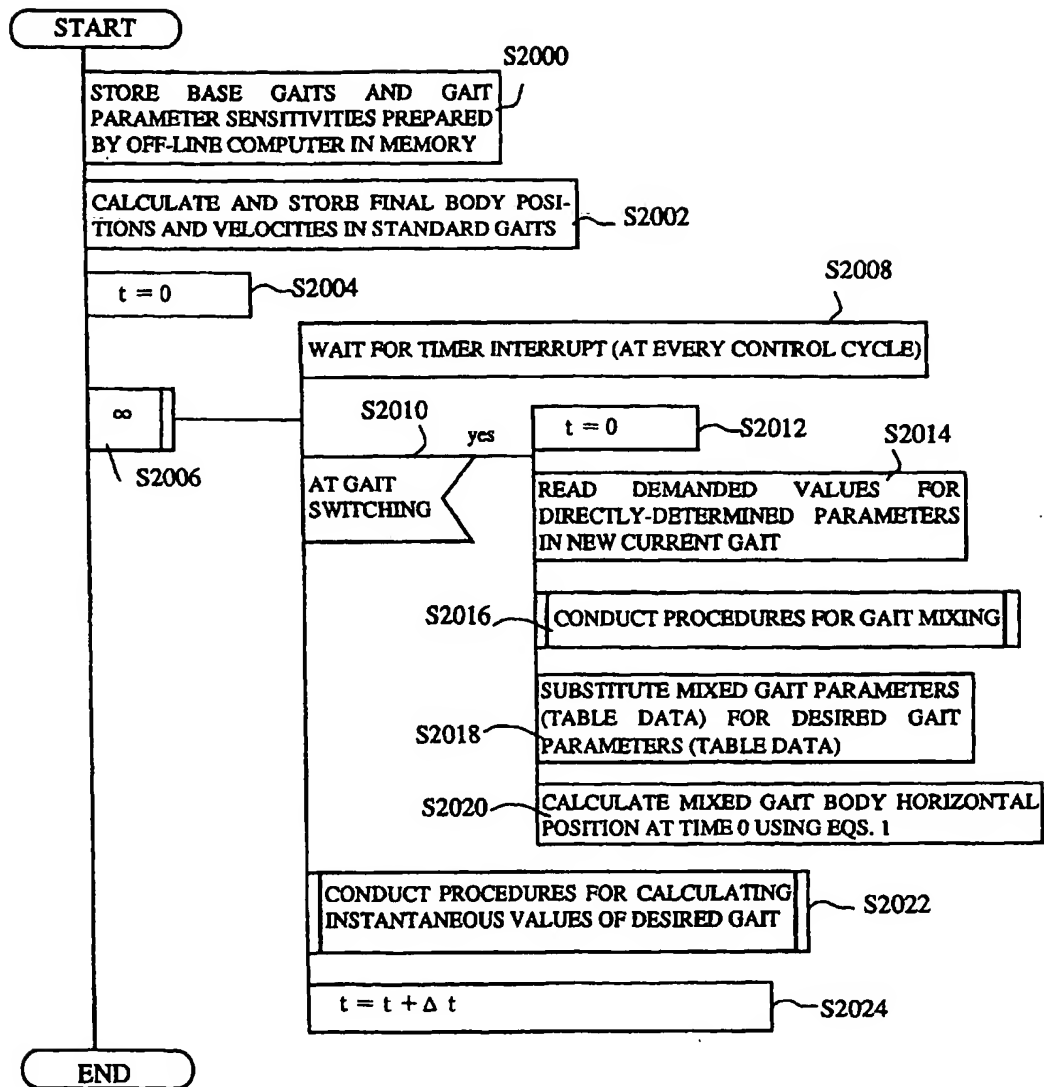 START
S2000
STORE BASE GAITS AND GAIT
PARAMETER SENSITIVITIES PREPARED
BY OFF-LINE COMPUTER IN MEMORY
CALCULATE AND STORE FINAL BODY POSI-
TIONS AND VELOCITIES IN STANDARD GAITS
S2002
t = 0
S2004
S2008
WAIT FOR TIMER INTERRUPT (AT EVERY CONTROL CYCLE)
∞
S2006
S2010
AT GAIT
SWITCHING
yes
t = 0
S2012
S2014
READ DEMANDED VALUES FOR
DIRECTLY-DETERMINED PARAMETERS
IN NEW CURRENT GAIT
S2016
CONDUCT PROCEDURES FOR GAIT MIXING
SUBSTITUTE MIXED GAIT PARAMETERS
(TABLE DATA) FOR DESIRED GAIT
PARAMETERS (TABLE DATA)
S2018
S2020
CALCULATE MIXED GAIT BODY HORIZONTAL
POSITION AT TIME 0 USING EQS. 1
CONDUCT PROCEDURES FOR CALCULATING
INSTANTANEOUS VALUES OF DESIRED GAIT
S2022
t = t + Δ t
S2024
END